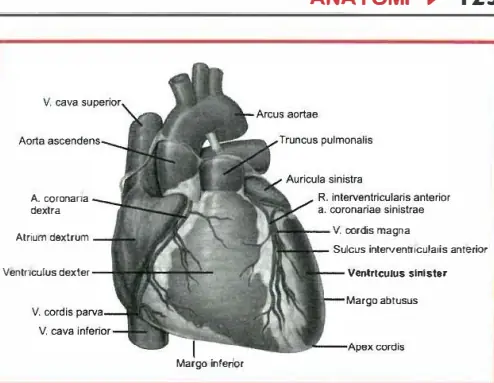 ANATOMI
V. cava superior
Arcus aortae
Aorta ascendens
Truncus pulmonalis
Auricula sinistra
A. coronaria
dextra
R. interventricularis anterior
a. coronariae sinistrae
V. cordis magna
Atrium dextrum
Sulcus interventricularis anterior
Ventriculus dexter
Ventriculus sinister
Margo abtusus
V. cordis parva
V. cava inferior
Apex cordis
Margo inferior